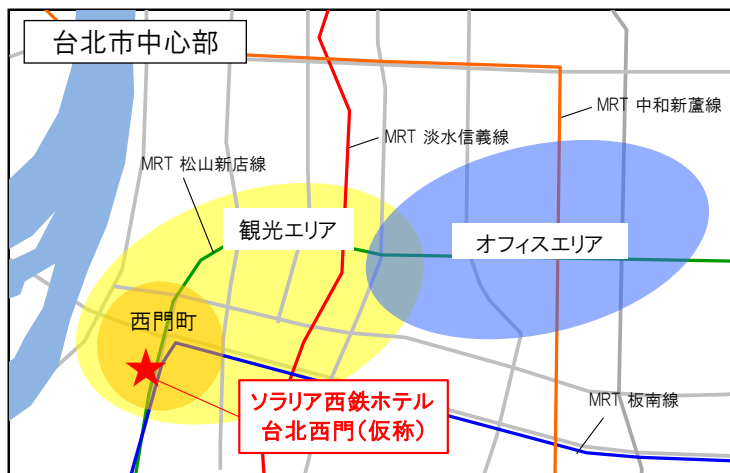 台北市中心部
MRT 中和新蘆線
MRT 淡水信義線
MRT 松山新店線
観光エリア
オフィスエリア
西門町
ソラリア西鉄ホテル
台北西門(仮称)
MRT 板南線